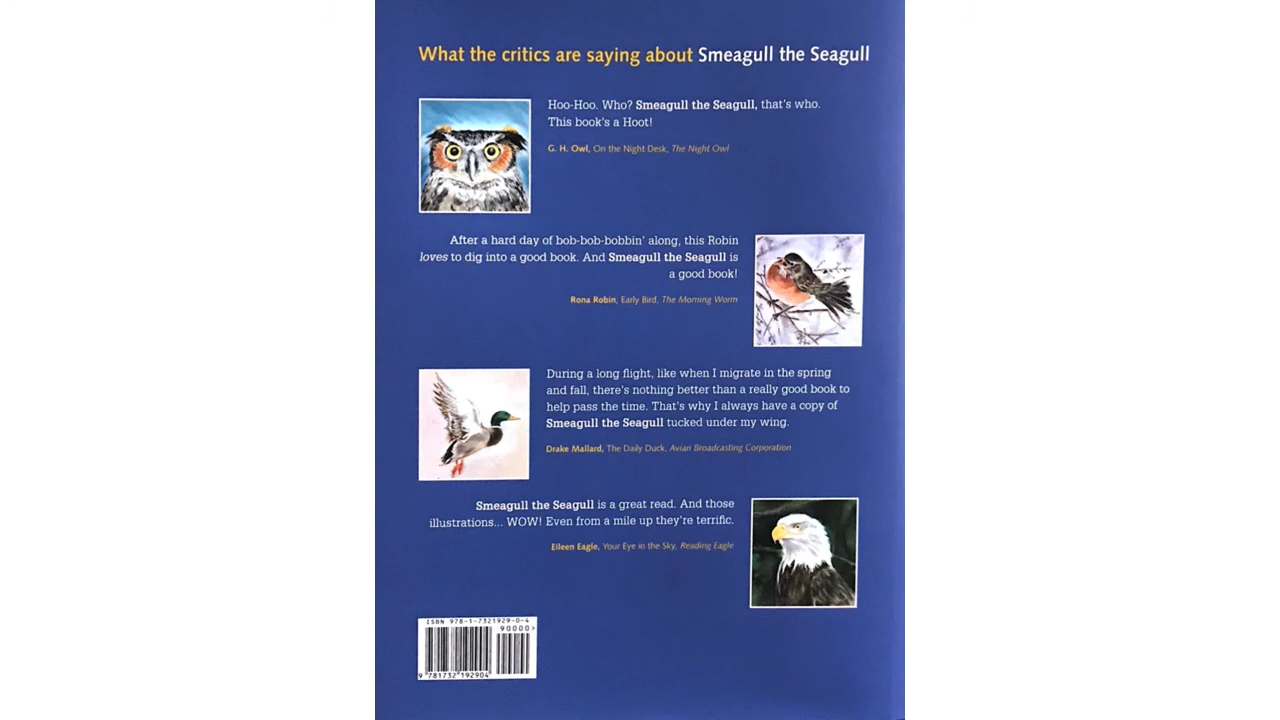 What the critics are saying about Smeagull the Seagull
Hoo-Hoo. Who? Smeagull the Seagull, that's who.
This book's a Hoot!
G. H. Owl, On the Night Desk, The Night Owl
After a hard day of bob-bob-bobbin' along, this Robin
loves to dig into a good book. And Smeagull the Seagull is
a good book!
Rona Robin, Early Bird, The Morning Worm
During a long flight, like when I migrate in the spring
and fall, there's nothing better than a really good book to
help pass the time. That's why I always have a copy of
Smeagull the Seagull tucked under my wing.
Drake Mallard, The Daily Duck, Avian Broadcasting Corporation
Smeagull the Seagull is a great read. And those
illustrations... WOW! Even from a mile up they're terrific.
Eileen Eagle, Your Eye in the Sky, Reading Eagle
ISBN 978-1-7321929-0-4
90000>
9 781732 192904